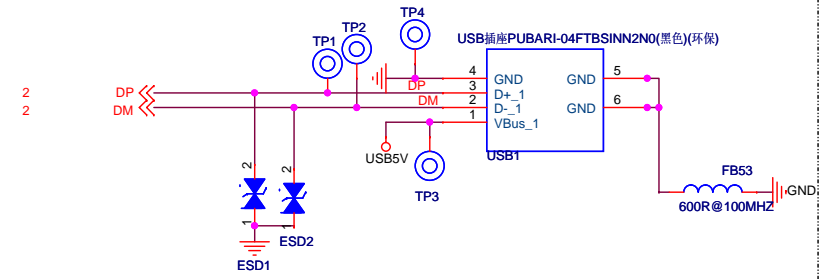 TP4
TP2
TP1
USB插座PUBARI-04FTBSINN2N0(黑色)(环保)
4 GND GND 5
2 DP DP 3 D+_1
2 DM DM 2 D-_1 GND 6
1 VBus_1
USB5V
USB1
TP3
2 2
FB53
GND
600R@100MHZ
1 1
ESD2
ESD1